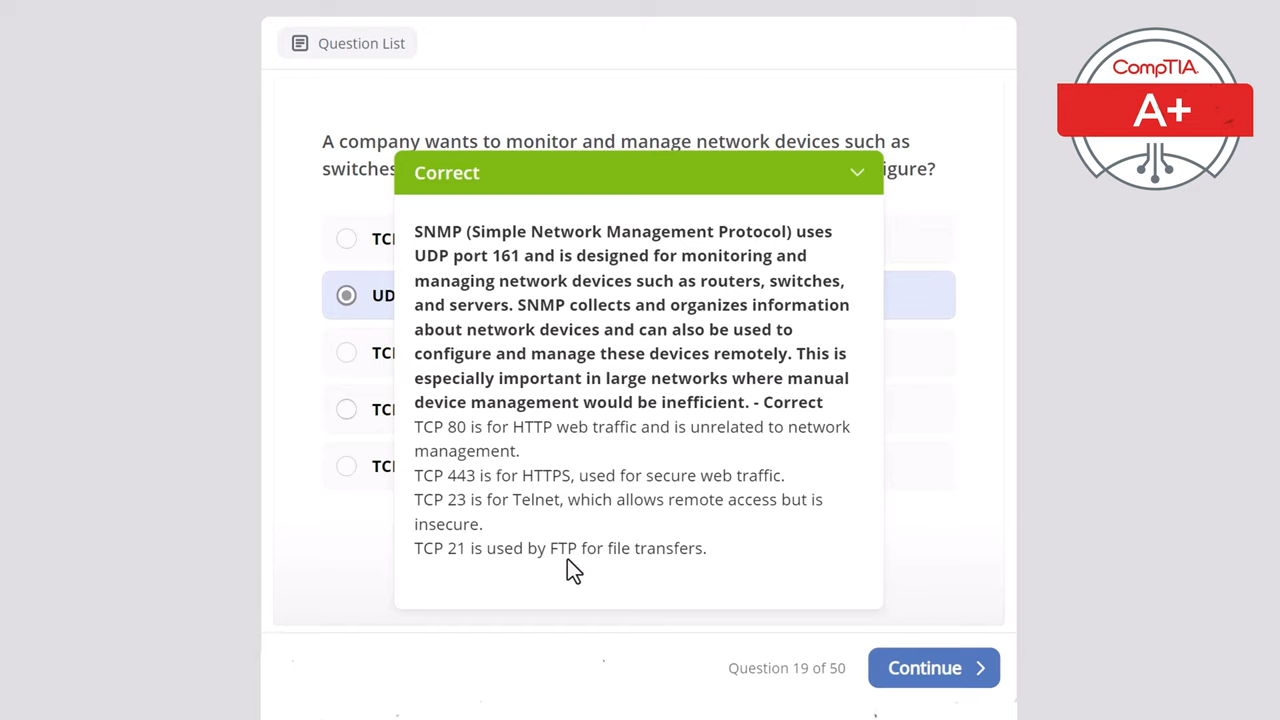 Question List
CompTIA
A+
A company wants to monitor and manage network devices such as
switches
igure?
Correct
TC
UD
TC
TC
TC
SNMP (Simple Network Management Protocol) uses
UDP port 161 and is designed for monitoring and
managing network devices such as routers, switches,
and servers. SNMP collects and organizes information
about network devices and can also be used to
configure and manage these devices remotely. This is
especially important in large networks where manual
device management would be inefficient. - Correct
TCP 80 is for HTTP web traffic and is unrelated to network
management.
TCP 443 is for HTTPS, used for secure web traffic.
TCP 23 is for Telnet, which allows remote access but is
insecure.
TCP 21 is used by FTP for file transfers.
Question 19 of 50
Continue